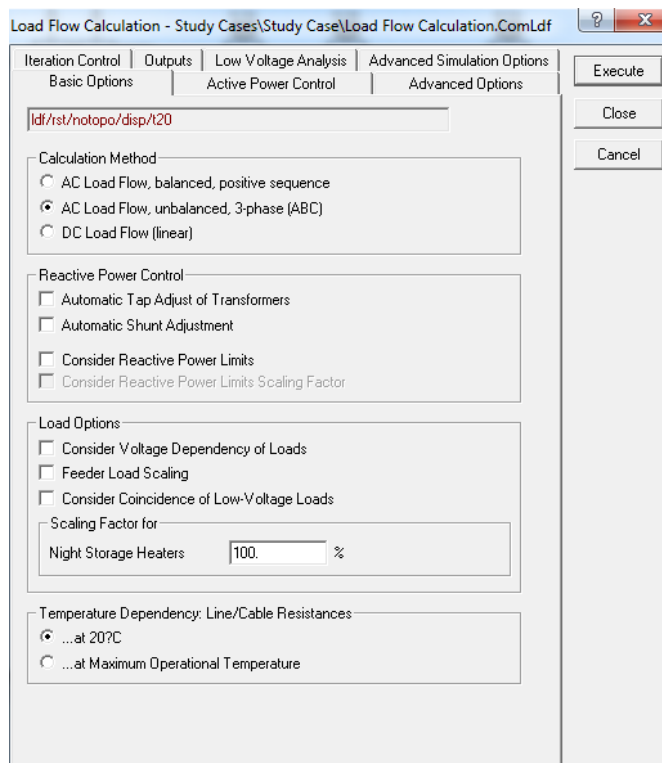 Load Flow Calculation - Study Cases\Study Case\Load Flow Calculation.ComLdf ? X
Iteration Control Outputs Low Voltage Analysis Advanced Simulation Options
Basic Options Active Power Control Advanced Options
Execute
Close
Cancel
ldf/rst/notopo/disp/t20
Calculation Method
AC Load Flow, balanced, positive sequence
AC Load Flow, unbalanced, 3-phase (ABC)
DC Load Flow (linear)
Reactive Power Control
Automatic Tap Adjust of Transformers
Automatic Shunt Adjustment
Consider Reactive Power Limits
Consider Reactive Power Limits Scaling Factor
Load Options
Consider Voltage Dependency of Loads
Feeder Load Scaling
Consider Coincidence of Low-Voltage Loads
Scaling Factor for
Night Storage Heaters 100. %
Temperature Dependency: Line/Cable Resistances
...at 20?C
...at Maximum Operational Temperature